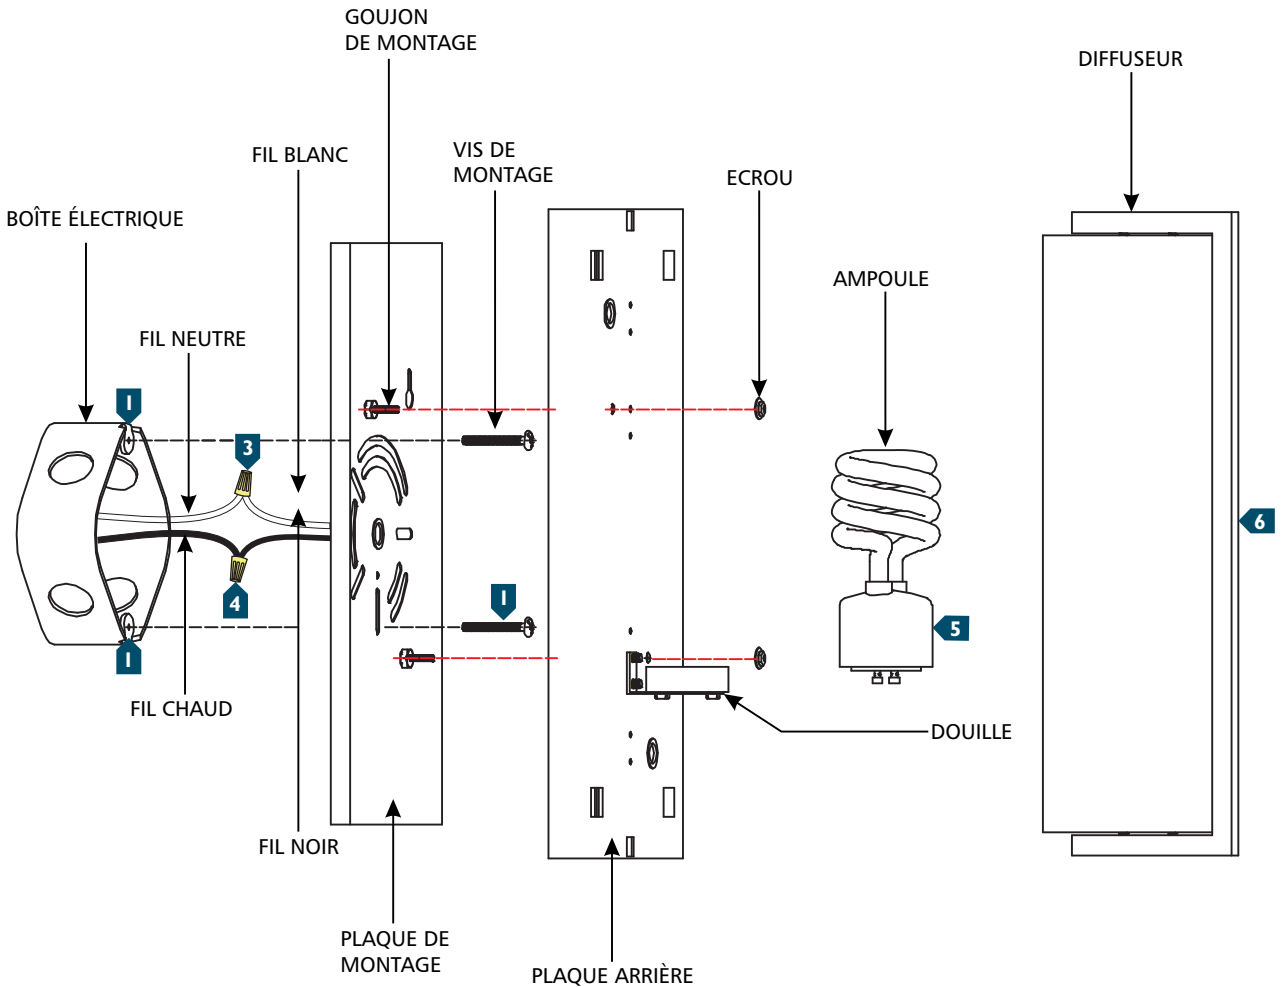 GOUJON
DE MONTAGE
DIFFUSEUR
FIL BLANC
VIS DE
MONTAGE
ECROU
BOÎTE ÉLECTRIQUE
AMPOULE
FIL NEUTRE
1
3
6
4
1
5
1
FIL CHAUD
DOUILLE
FIL NOIR
PLAQUE DE
MONTAGE
PLAQUE ARRIÈRE